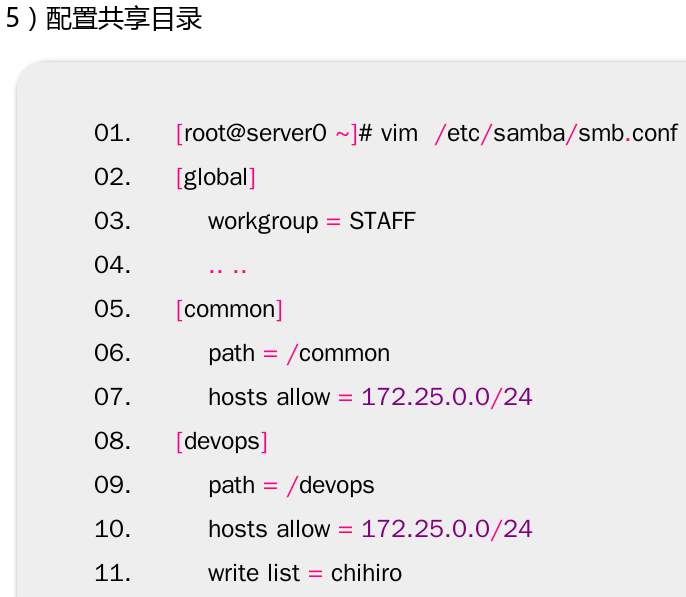 5）配置共享目录
01. [root@server0 ~]# vim /etc/samba/smb.conf
02. [global]
03. workgroup = STAFF
04. .. ..
05. [common]
06. path = /common
07. hosts allow = 172.25.0.0/24
08. [devops]
09. path = /devops
10. hosts allow = 172.25.0.0/24
11. write list = chihiro